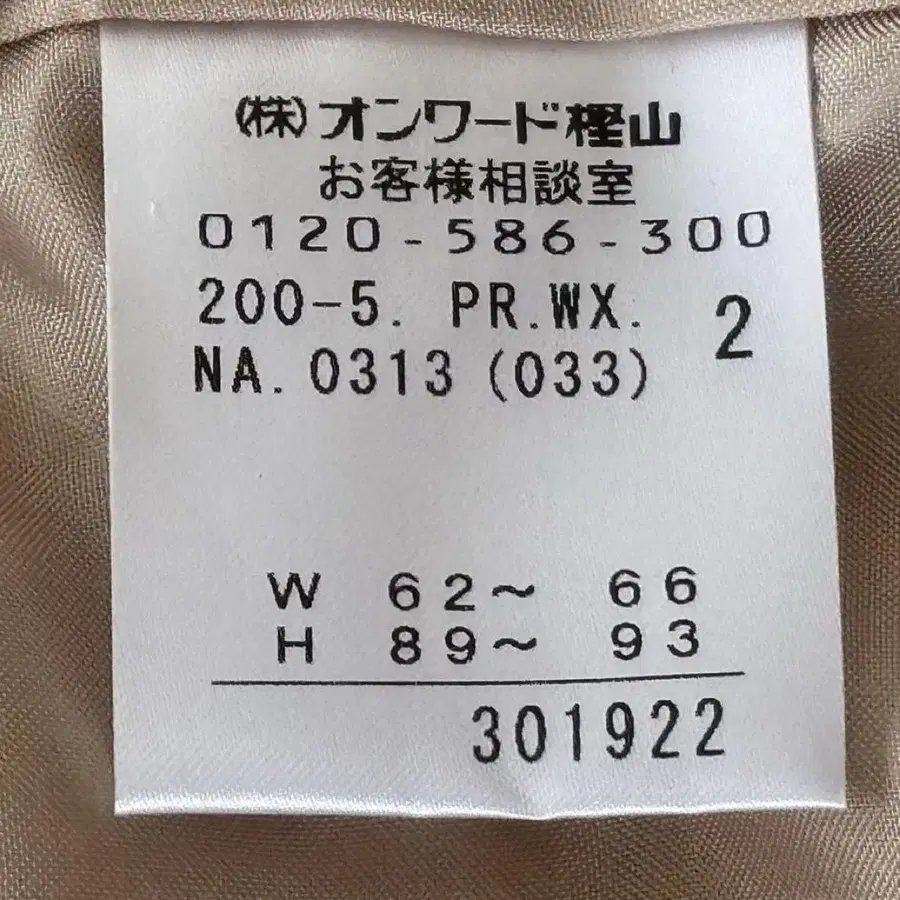 (株)オンワード樫山
お客様相談室
0120-586-300
200-5. PR.WX. 2
NA. 0313 (033)
W 62~ 66
H 89~ 93
301922